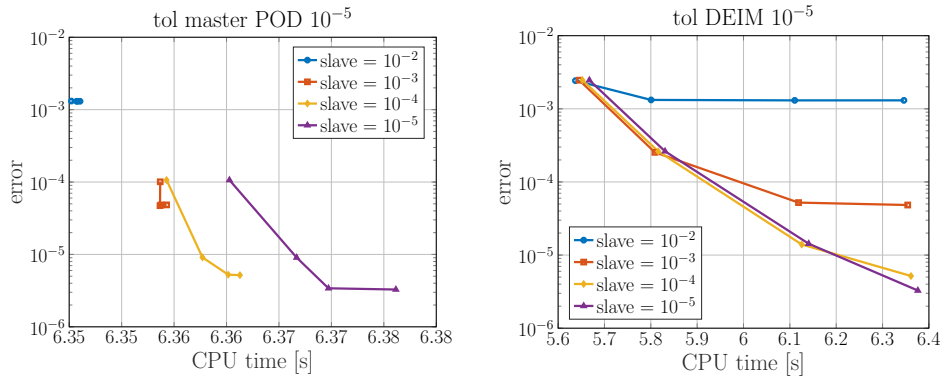 tol master POD 10⁻⁵
10⁻²
10⁻³
10⁻⁴
10⁻⁵
10⁻⁶
error
slave = 10⁻²
slave = 10⁻³
slave = 10⁻⁴
slave = 10⁻⁵
6.35 6.35 6.36 6.36 6.37 6.37 6.38 6.38
CPU time [s]
tol DEIM 10⁻⁵
10⁻²
10⁻³
10⁻⁴
10⁻⁵
10⁻⁶
error
slave = 10⁻²
slave = 10⁻³
slave = 10⁻⁴
slave = 10⁻⁵
5.6 5.7 5.8 5.9 6 6.1 6.2 6.3 6.4
CPU time [s]